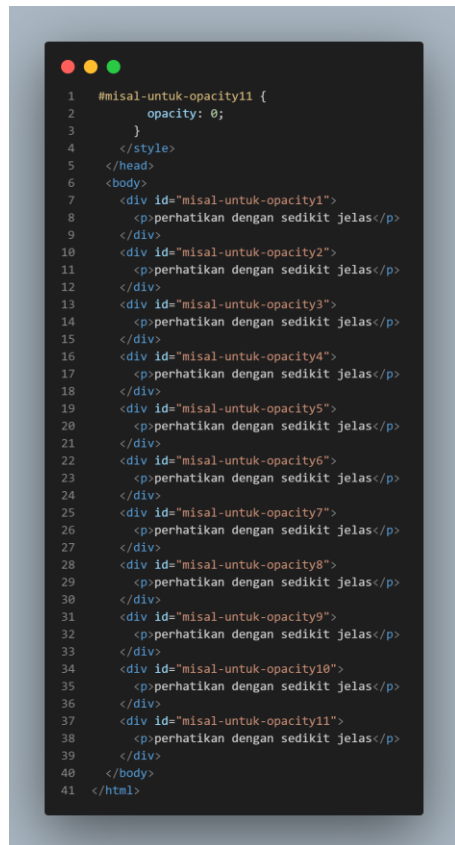 1 #misal-untuk-opacity11 {
2 opacity: 0;
3 }
4 </style>
5 </head>
6 <body>
7 <div id="misal-untuk-opacity1">
8 <p>perhatikan dengan sedikit jelas</p>
9 </div>
10 <div id="misal-untuk-opacity2">
11 <p>perhatikan dengan sedikit jelas</p>
12 </div>
13 <div id="misal-untuk-opacity3">
14 <p>perhatikan dengan sedikit jelas</p>
15 </div>
16 <div id="misal-untuk-opacity4">
17 <p>perhatikan dengan sedikit jelas</p>
18 </div>
19 <div id="misal-untuk-opacity5">
20 <p>perhatikan dengan sedikit jelas</p>
21 </div>
22 <div id="misal-untuk-opacity6">
23 <p>perhatikan dengan sedikit jelas</p>
24 </div>
25 <div id="misal-untuk-opacity7">
26 <p>perhatikan dengan sedikit jelas</p>
27 </div>
28 <div id="misal-untuk-opacity8">
29 <p>perhatikan dengan sedikit jelas</p>
30 </div>
31 <div id="misal-untuk-opacity9">
32 <p>perhatikan dengan sedikit jelas</p>
33 </div>
34 <div id="misal-untuk-opacity10">
35 <p>perhatikan dengan sedikit jelas</p>
36 </div>
37 <div id="misal-untuk-opacity11">
38 <p>perhatikan dengan sedikit jelas</p>
39 </div>
40 </body>
41 </html>